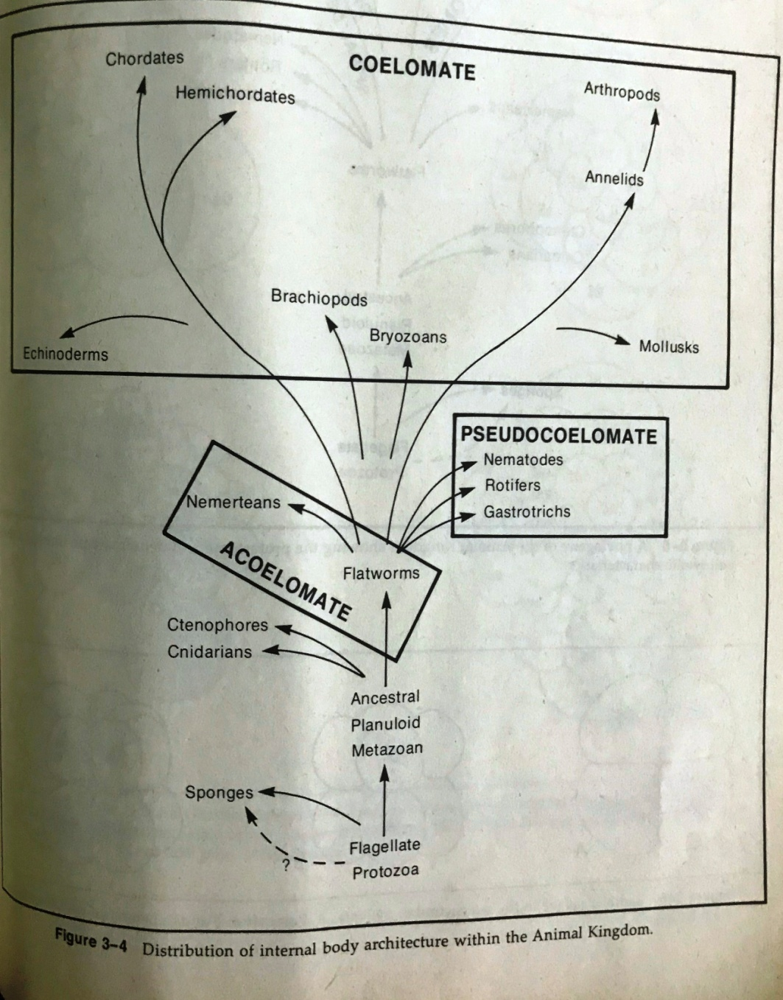 COELOMATE
Chordates
Hemichordates
Arthropods
Annelids
Brachiopods
Bryozoans
Echinoderms
Mollusks
PSEUDOCOELOMATE
Nematodes
Rotifers
Gastrotrichs
Nemerteans
ACOELOMATE
Flatworms
Ctenophores
Cnidarians
Ancestral
Planuloid
Metazoan
Sponges
Flagellate
Protozoa
?
Figure 3–4 Distribution of internal body architecture within the Animal Kingdom.